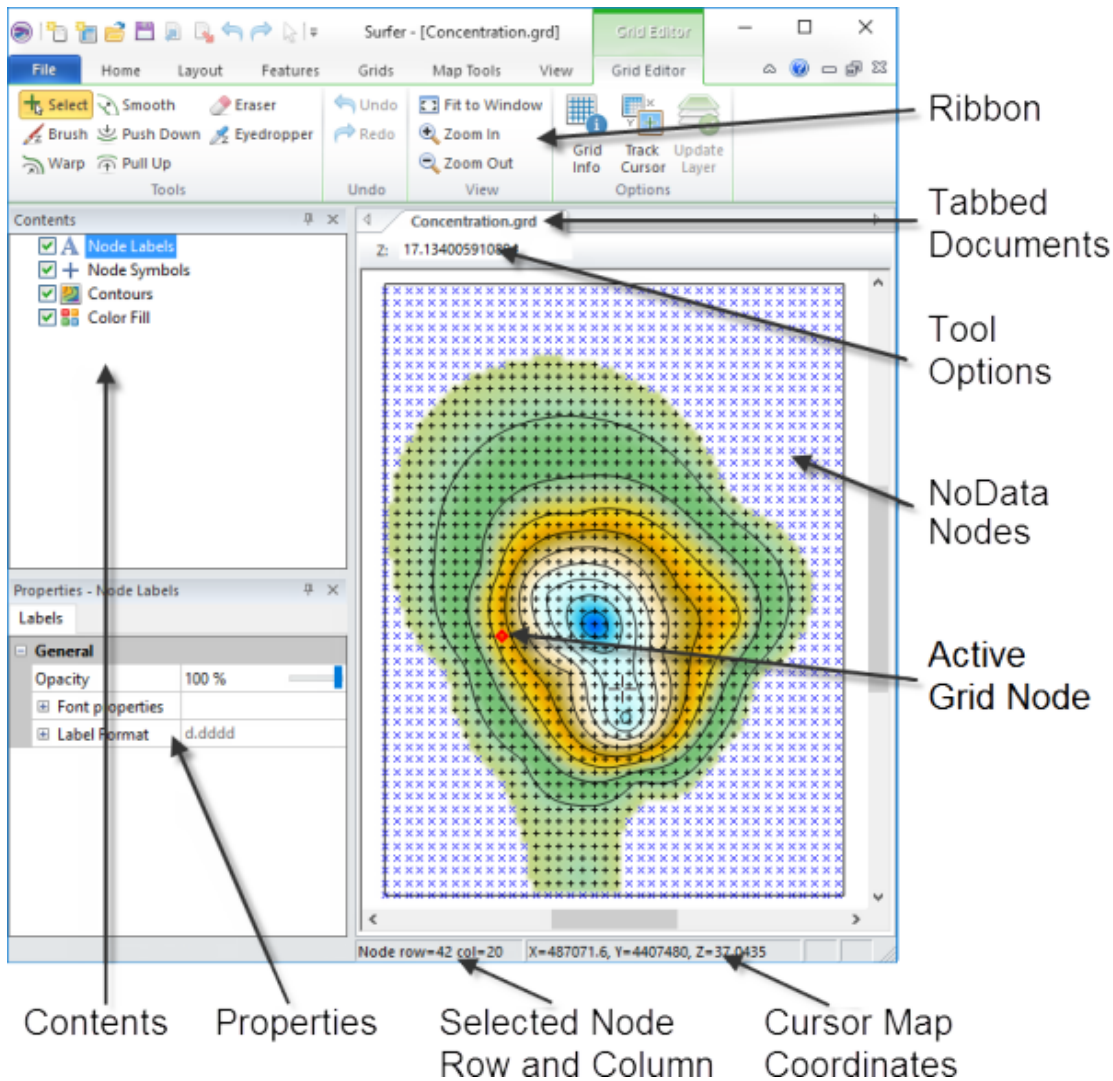 Surfer - [Concentration.grd]
Grid Editor
File Home Layout Features Grids Map Tools View Grid Editor
Select Smooth Eraser Undo Fit to Window
Brush Push Down Eyedropper Redo Zoom In
Warp Pull Up Zoom Out
Grid Info
Track Cursor
Update Layer
Tools Undo View Options
Ribbon
Contents
Node Labels
Node Symbols
Contours
Color Fill
Concentration.grd
Z:
Tabbed
Documents
Tool
Options
NoData
Nodes
Active
Grid Node
Properties - Node Labels
Labels
General
Opacity 100 %
Font properties
Label Format d.dddd
Node row=42 col=20 X=487071.6, Y=4407480, Z=37.0435
Contents
Properties
Selected Node
Row and Column
Cursor Map
Coordinates